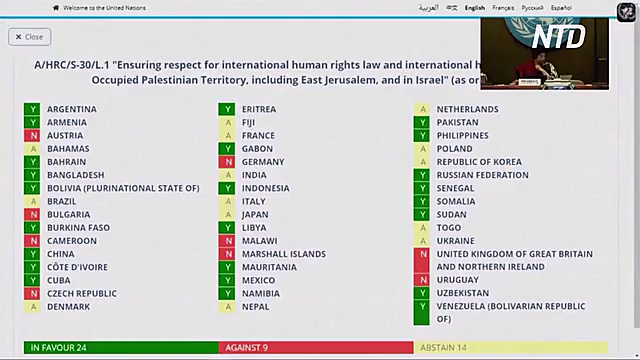 Welcome to the United Nations
العربية 中文 English Français Русский Español
× Close
NTD
A/HRC/S-30/L.1 "Ensuring respect for international human rights law and international h
Occupied Palestinian Territory, including East Jerusalem, and in Israel" (as or
PRESIDENT
Y ARGENTINA
Y ARMENIA
N AUSTRIA
A BAHAMAS
Y BAHRAIN
Y BANGLADESH
Y BOLIVIA (PLURINATIONAL STATE OF)
A BRAZIL
N BULGARIA
Y BURKINA FASO
N CAMEROON
Y CHINA
Y CÔTE D'IVOIRE
Y CUBA
N CZECH REPUBLIC
A DENMARK
Y ERITREA
A FIJI
A FRANCE
Y GABON
N GERMANY
A INDIA
Y INDONESIA
A ITALY
A JAPAN
Y LIBYA
N MALAWI
N MARSHALL ISLANDS
Y MAURITANIA
Y MEXICO
Y NAMIBIA
A NEPAL
A NETHERLANDS
Y PAKISTAN
Y PHILIPPINES
A POLAND
A REPUBLIC OF KOREA
Y RUSSIAN FEDERATION
Y SENEGAL
Y SOMALIA
Y SUDAN
A TOGO
A UKRAINE
N UNITED KINGDOM OF GREAT BRITAIN
AND NORTHERN IRELAND
N URUGUAY
Y UZBEKISTAN
Y VENEZUELA (BOLIVARIAN REPUBLIC
OF)
IN FAVOUR 24 AGAINST 9 ABSTAIN 14